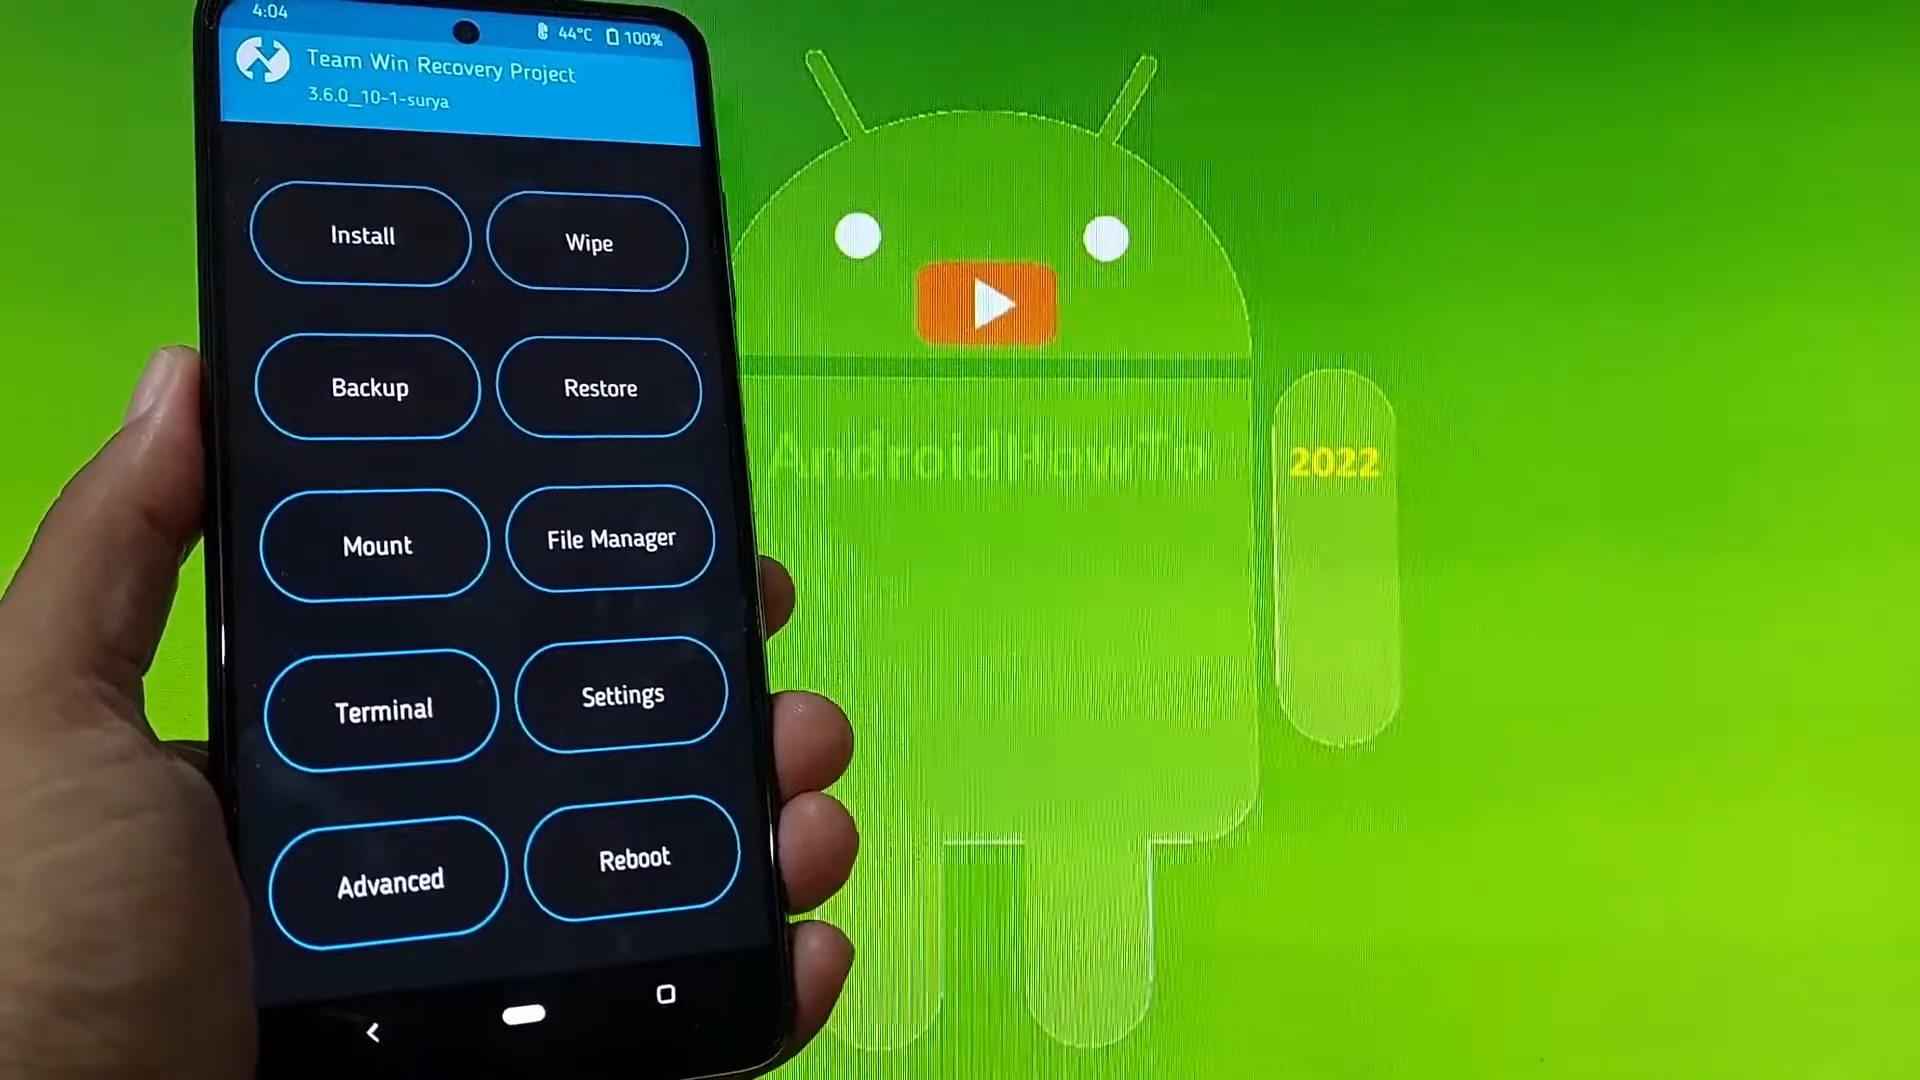 4:04
44°C 100%
Team Win Recovery Project
3.6.0_10-1-surya
Install
Wipe
Backup
Restore
Mount
File Manager
Terminal
Settings
Advanced
Reboot
AndroidHowTo
2022